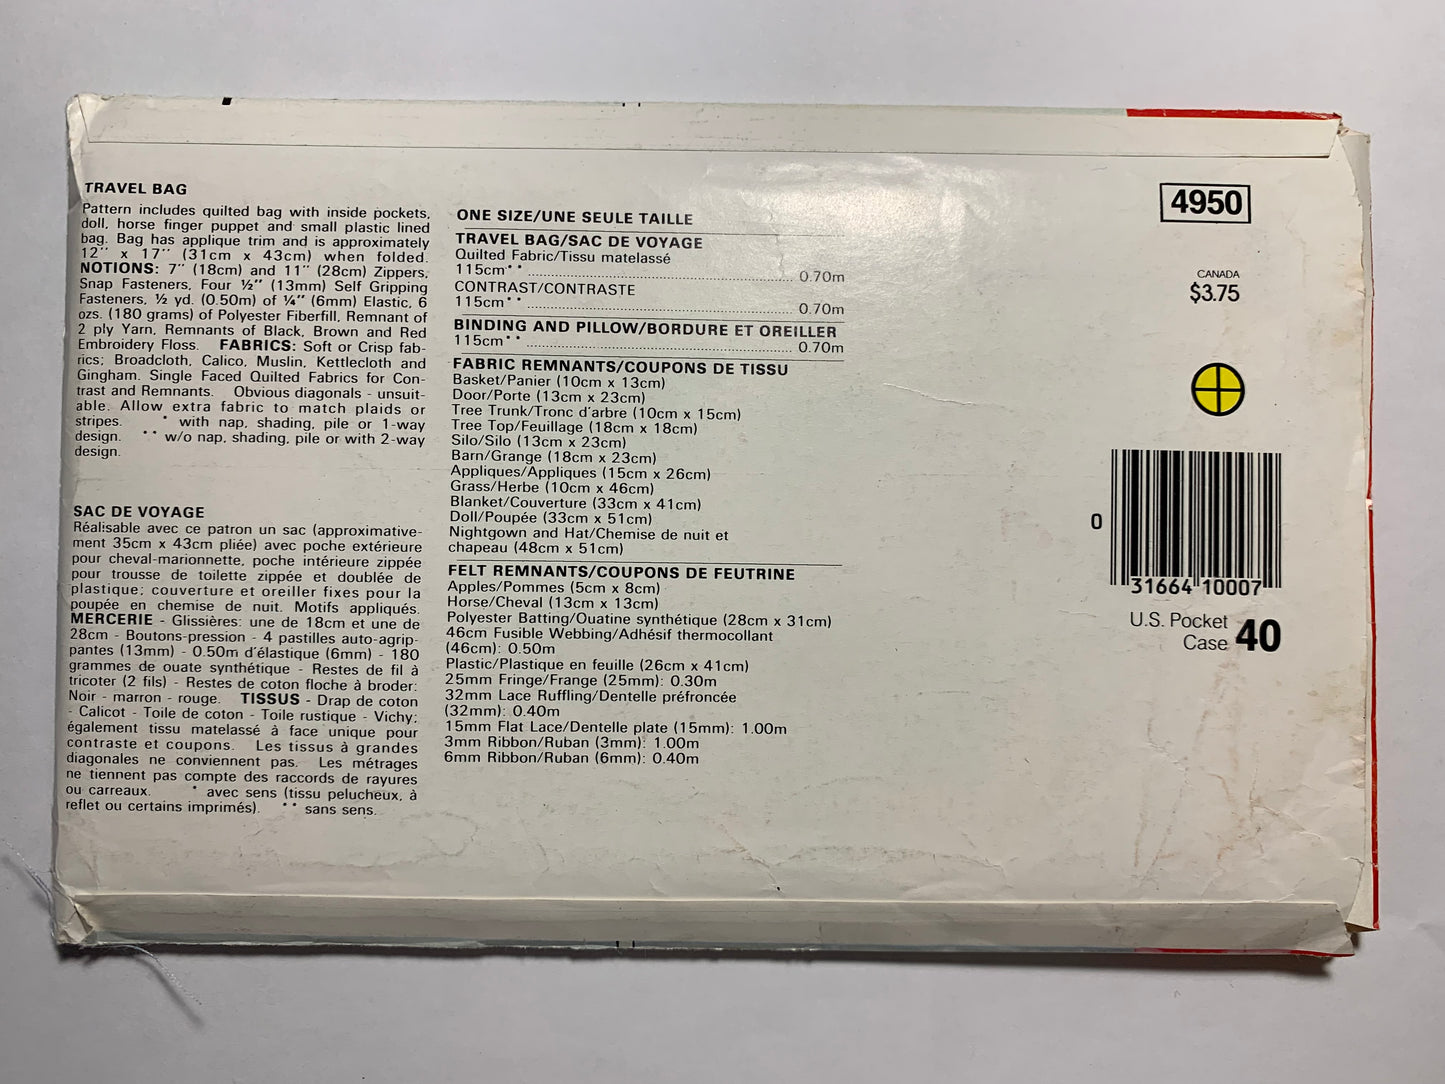 TRAVEL BAG
Pattern includes quilted bag with inside pockets,
doll, horse finger puppet and small plastic lined
bag. Bag has applique trim and is approximately
12" x 17" (31cm x 43cm) when folded.
NOTIONS: 7" (18cm) and 11" (28cm) Zippers,
Snap Fasteners, Four ½" (13mm) Self Gripping
Fasteners, ½ yd. (0.50m) of ¼" (6mm) Elastic, 6
ozs. (180 grams) of Polyester Fiberfill, Remnant of
2 ply Yarn, Remnants of Black, Brown and Red
Embroidery Floss. FABRICS: Soft or Crisp fab-
rics; Broadcloth, Calico, Muslin, Kettlecloth and
Gingham. Single Faced Quilted Fabrics for Con-
trast and Remnants. Obvious diagonals - unsuit-
able. Allow extra fabric to match plaids or
stripes. * with nap, shading, pile or 1-way
design. ** w/o nap, shading, pile or with 2-way
design.
SAC DE VOYAGE
Réalisable avec ce patron un sac (approximative-
ment 35cm x 43cm pliée) avec poche extérieure
pour cheval-marionnette, poche intérieure zippée
pour trousse de toilette zippée et doublée de
plastique; couverture et oreiller fixes pour la
poupée en chemise de nuit. Motifs appliqués.
MERCERIE - Glissières: une de 18cm et une de
28cm - Boutons-pression - 4 pastilles auto-agrip-
pantes (13mm) - 0.50m d'élastique (6mm) - 180
grammes de ouate synthétique - Restes de fil à
tricoter (2 fils) - Restes de coton floche à broder:
Noir - marron - rouge. TISSUS - Drap de coton
- Calicot - Toile de coton - Toile rustique - Vichy;
également tissu matelassé à face unique pour
contraste et coupons. Les tissus à grandes
diagonales ne conviennent pas. Les métrages
ne tiennent pas compte des raccords de rayures
ou carreaux. * avec sens (tissu pelucheux, à
reflet ou certains imprimés). ** sans sens.
ONE SIZE/UNE SEULE TAILLE
TRAVEL BAG/SAC DE VOYAGE
Quilted Fabric/Tissu matelassé
115cm** ........ 0.70m
CONTRAST/CONTRASTE
115cm** ........ 0.70m
BINDING AND PILLOW/BORDURE ET OREILLER
115cm** ........ 0.70m
FABRIC REMNANTS/COUPONS DE TISSU
Basket/Panier (10cm x 13cm)
Door/Porte (13cm x 23cm)
Tree Trunk/Tronc d'arbre (10cm x 15cm)
Tree Top/Feuillage (18cm x 18cm)
Silo/Silo (13cm x 23cm)
Barn/Grange (18cm x 23cm)
Appliques/Appliques (15cm x 26cm)
Grass/Herbe (10cm x 46cm)
Blanket/Couverture (33cm x 41cm)
Doll/Poupée (33cm x 51cm)
Nightgown and Hat/Chemise de nuit et
chapeau (48cm x 51cm)
FELT REMNANTS/COUPONS DE FEUTRINE
Apples/Pommes (5cm x 8cm)
Horse/Cheval (13cm x 13cm)
Polyester Batting/Ouatine synthétique (28cm x 31cm)
46cm Fusible Webbing/Adhésif thermocollant
(46cm): 0.50m
Plastic/Plastique en feuille (26cm x 41cm)
25mm Fringe/Frange (25mm): 0.30m
32mm Lace Ruffling/Dentelle préfroncée
(32mm): 0.40m
15mm Flat Lace/Dentelle plate (15mm): 1.00m
3mm Ribbon/Ruban (3mm): 1.00m
6mm Ribbon/Ruban (6mm): 0.40m
4950
CANADA
$3.75
0
31664 10007
U.S. Pocket
Case 40